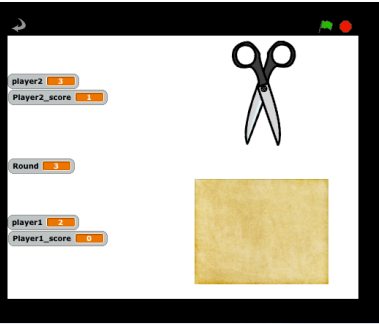 player2 3
Player2_score 1
Round 3
player1 2
Player1_score 0